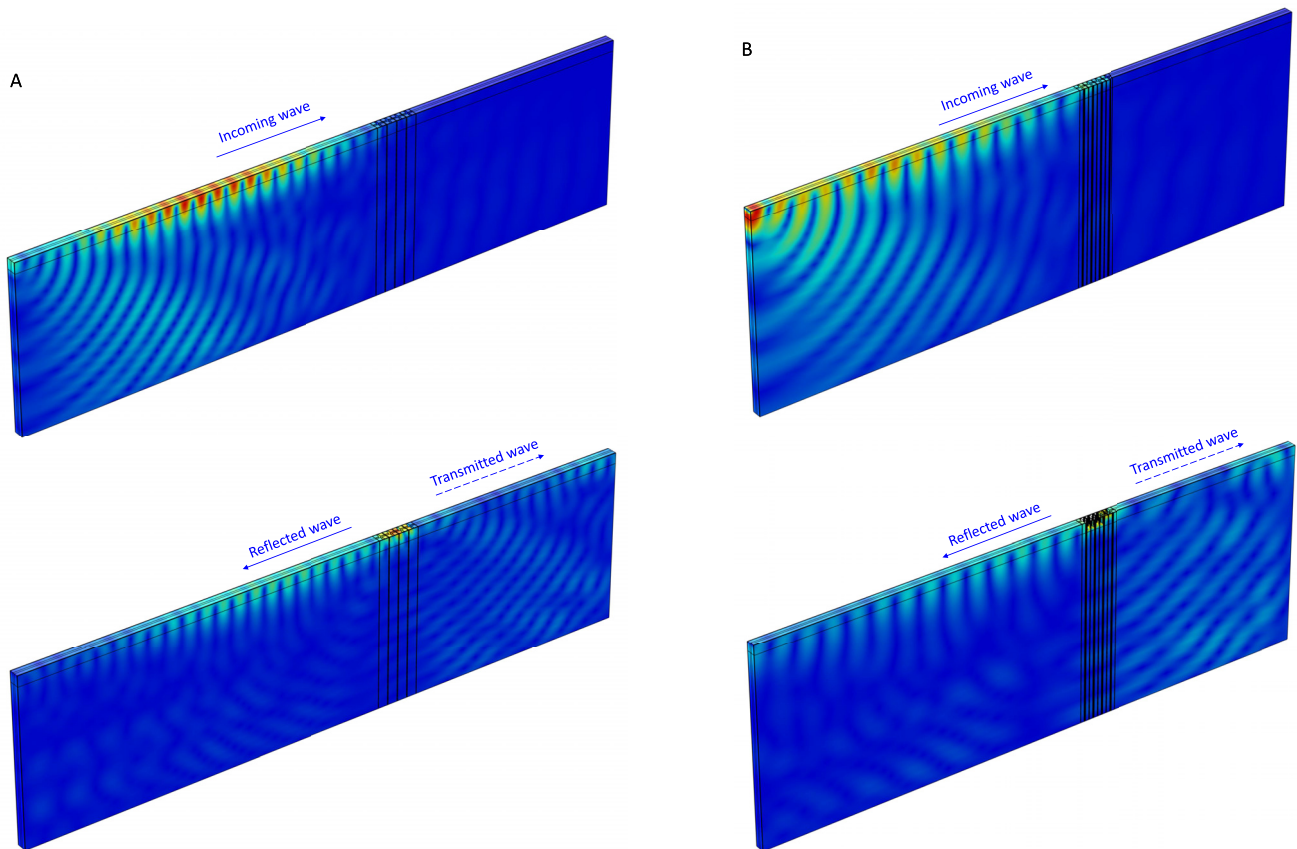 A
Incoming wave
B
Incoming wave
Transmitted wave
Reflected wave
Transmitted wave
Reflected wave